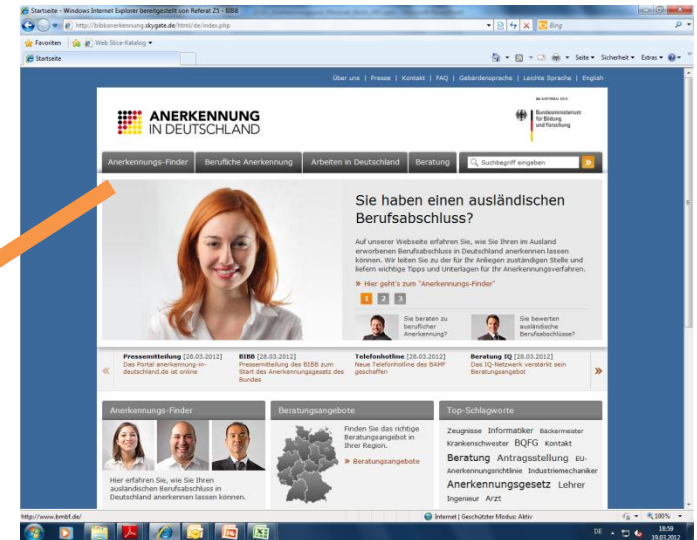 Startseite - Windows Internet Explorer bereitgestellt von Referat Z5 - BIBB
http://bibbanerkennung.skygate.de/html/de/index.php
Bing
Favoriten Web Slice-Katalog
Startseite
Seite Sicherheit Extras
Über uns | Presse | Kontakt | FAQ | Gebärdensprache | Leichte Sprache | English
ANERKENNUNG
IN DEUTSCHLAND
IM AUFTRAG DES
Bundesministerium
für Bildung
und Forschung
Anerkennungs-Finder Berufliche Anerkennung Arbeiten in Deutschland Beratung Suchbegriff eingeben
Sie haben einen ausländischen
Berufsabschluss?
Auf unserer Webseite erfahren Sie, wie Sie Ihren im Ausland
erworbenen Berufsabschluss in Deutschland anerkennen lassen
können. Wir leiten Sie zu der für Ihr Anliegen zuständigen Stelle und
liefern wichtige Tipps und Unterlagen für Ihr Anerkennungsverfahren.
» Hier geht's zum "Anerkennungs-Finder"
1 2 3
Sie beraten zu
beruflicher
Anerkennung?
Sie bewerten
ausländische
Berufsabschlüsse?
Pressemitteilung [28.03.2012]
Das Portal anerkennung-in-
deutschland.de ist online
BIBB [28.03.2012]
Pressemitteilung des BIBB zum
Start des Anerkennungsgesetz des
Bundes
Telefonhotline [28.03.2012]
Neue Telefonhotline des BAMF
geschaffen
Beratung IQ [28.03.2012]
Das IQ-Netzwerk verstärkt sein
Beratungsangebot
Anerkennungs-Finder
Hier erfahren Sie, wie Sie Ihren
ausländischen Berufsabschluss in
Deutschland anerkennen lassen können.
Beratungsangebote
Finden Sie das richtige
Beratungsangebot in
Ihrer Region.
» Beratungsangebote
Top-Schlagworte
Zeugnisse Informatiker Bäckermeister
Krankenschwester BQFG Kontakt
Beratung Antragsstellung EU-
Anerkennungsrichtlinie Industriemechaniker
Anerkennungsgesetz Lehrer
Ingenieur Arzt
http://www.bmbf.de/
Internet | Geschützter Modus: Aktiv
100%
DE
18:59
19.03.2012